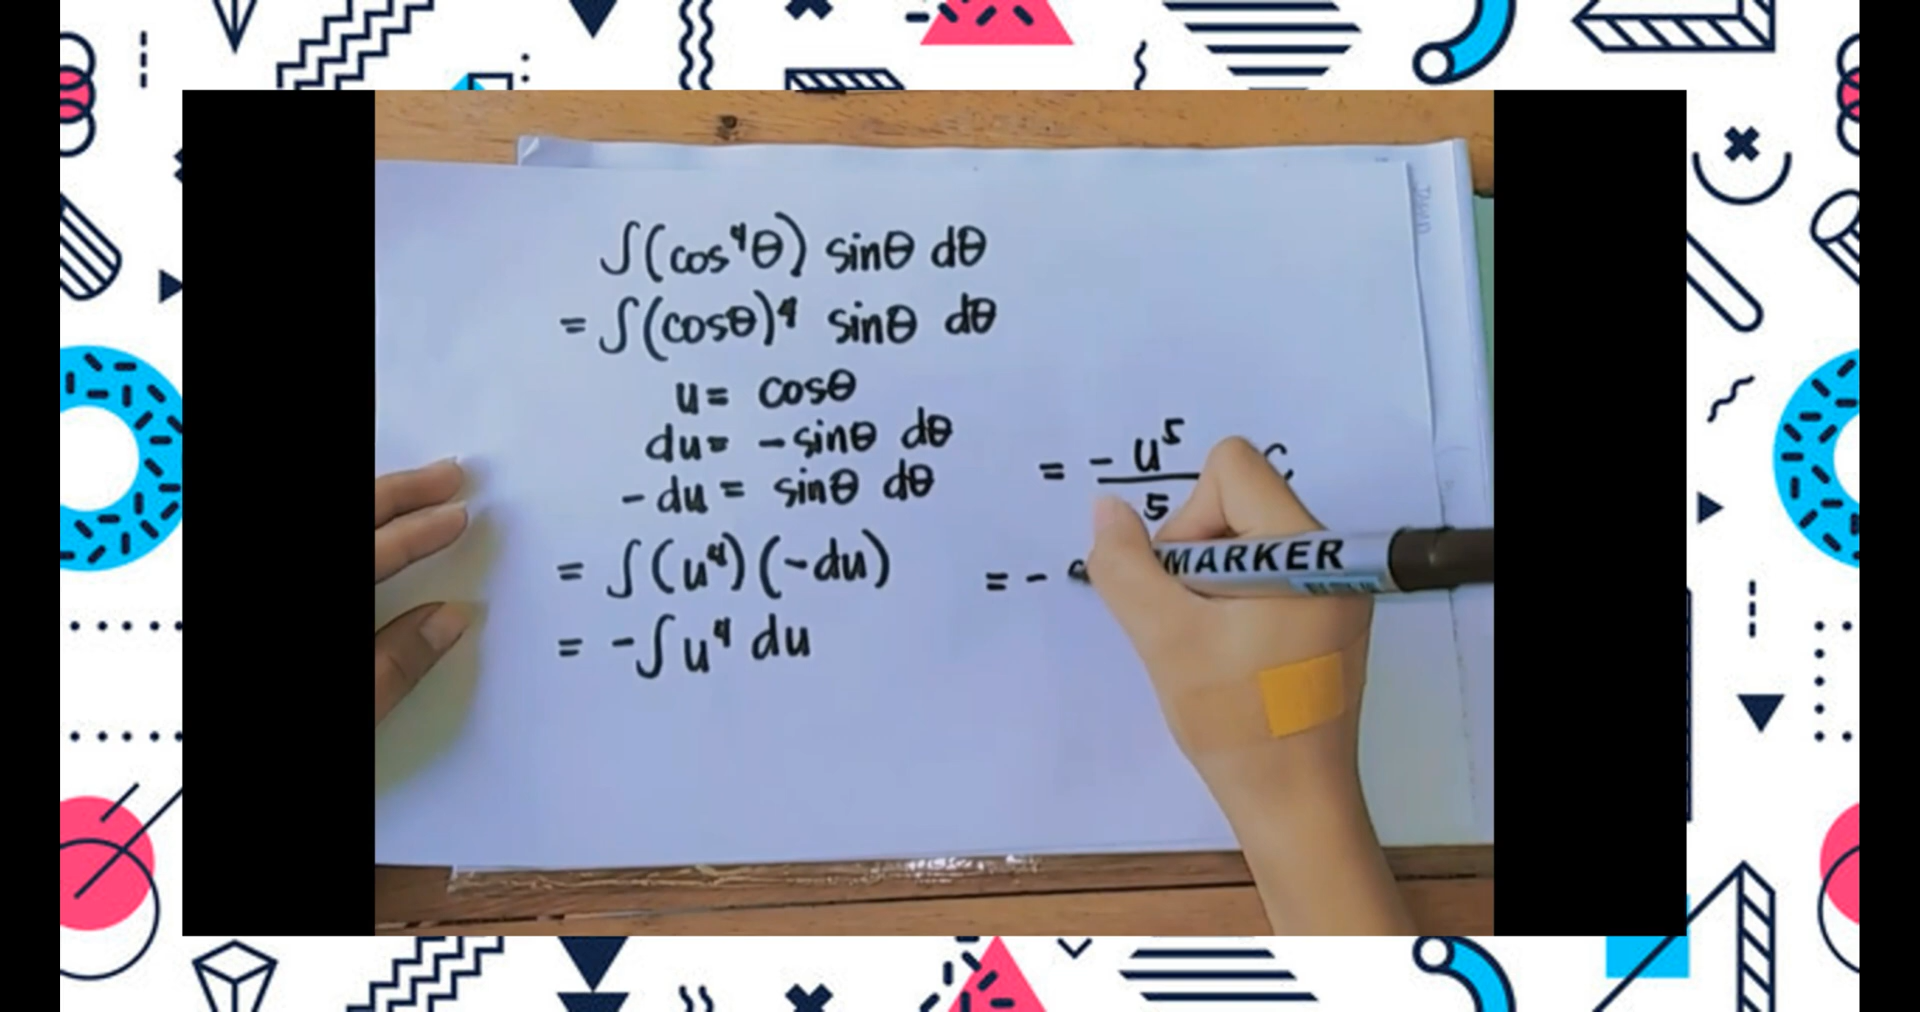 ∫(cos⁴θ) sinθ dθ
= ∫(cosθ)⁴ sinθ dθ
u = cosθ
du = -sinθ dθ
-du = sinθ dθ
= ∫(u⁴)(-du)
= -∫u⁴ du
= -u⁵/5 C
= -
MARKER